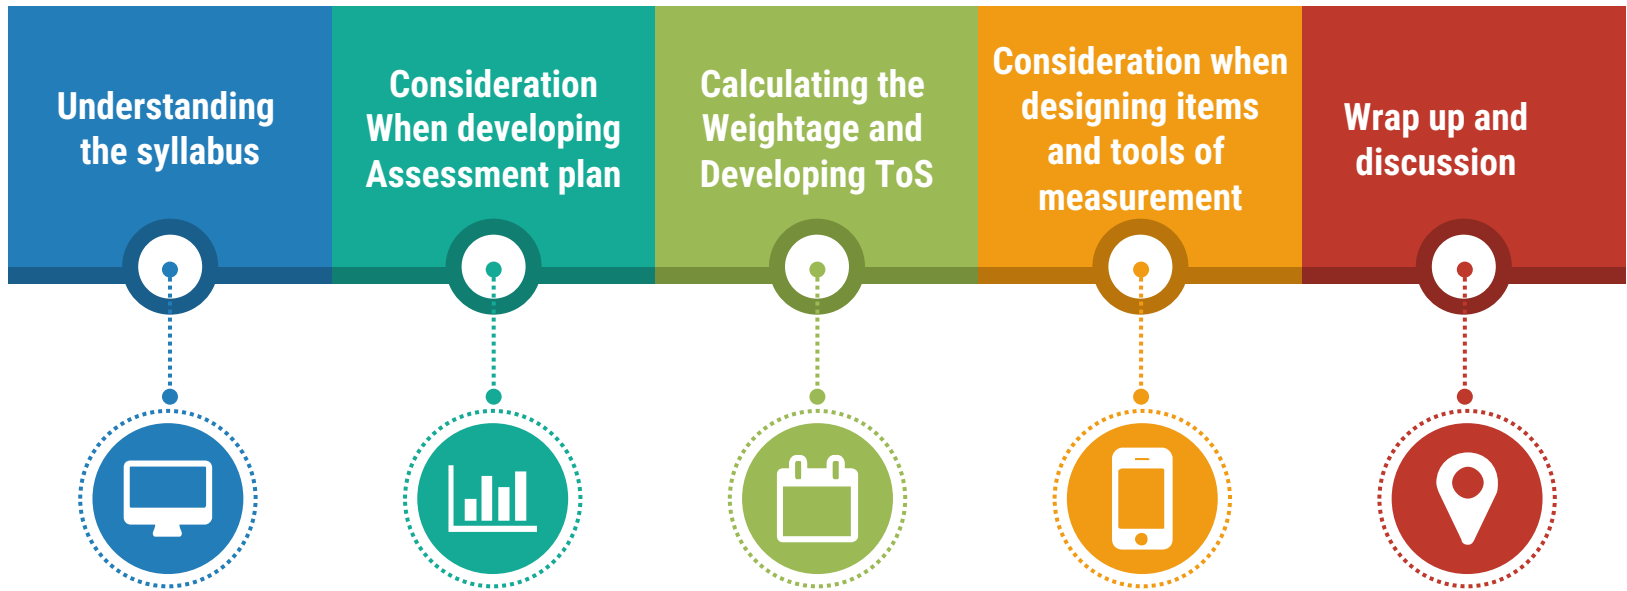 Understanding
the syllabus
Consideration
When developing
Assessment plan
Calculating the
Weightage and
Developing ToS
Consideration when
designing items
and tools of
measurement
Wrap up and
discussion